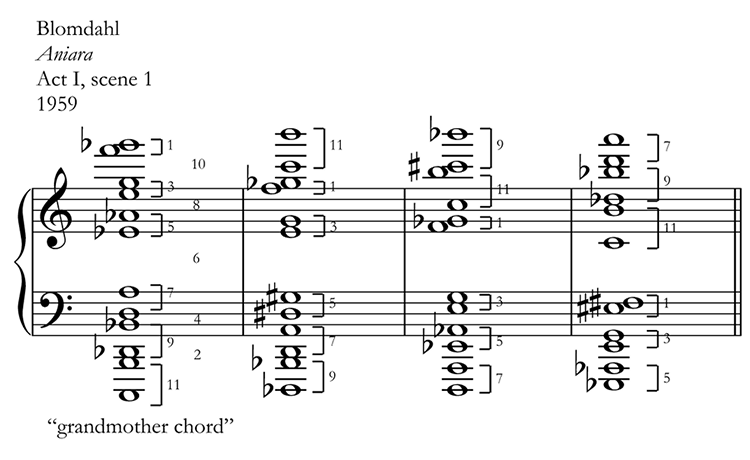 Blomdahl
Aniara
Act I, scene 1
1959
1 11 9 7
10
3 1 11 9
8
5 3 1 11
6
7 5 3 1
4
9 7 5 3
2
11 9 7 5
“grandmother chord”